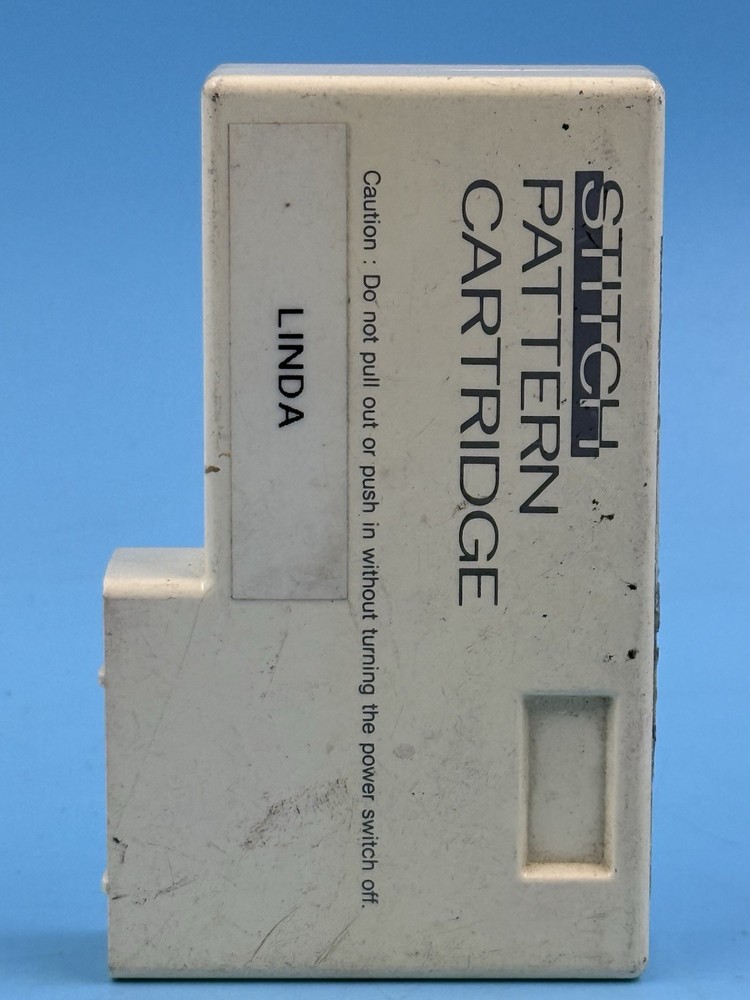 STITCH
PATTERN
CARTRIDGE
Caution : Do not pull out or push in without turning the power switch off.
LINDA